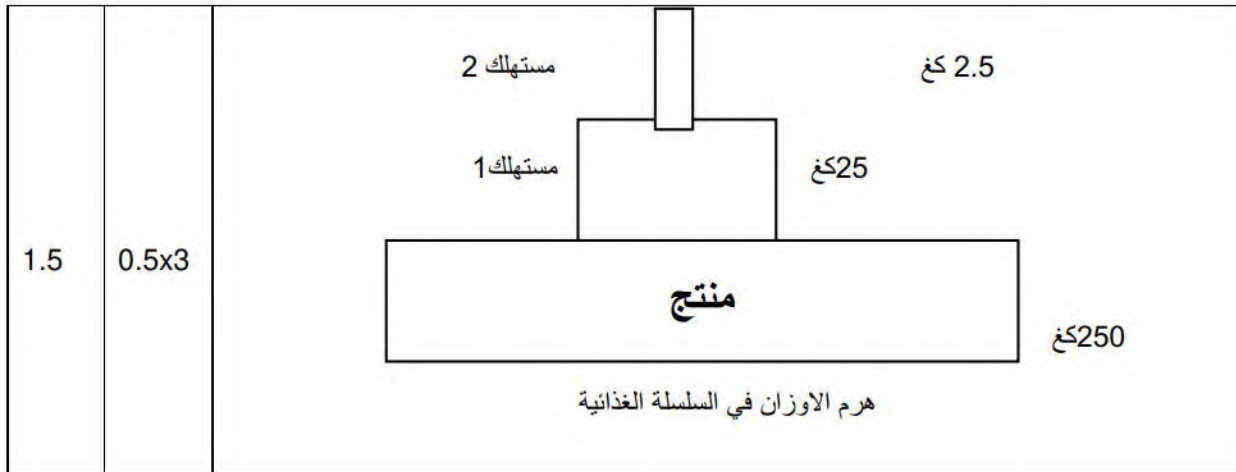 مستهلك 2
2.5 كغ
مستهلك1
25كغ
1.5
0.5x3
منتج
250كغ
هرم الاوزان في السلسلة الغذائية